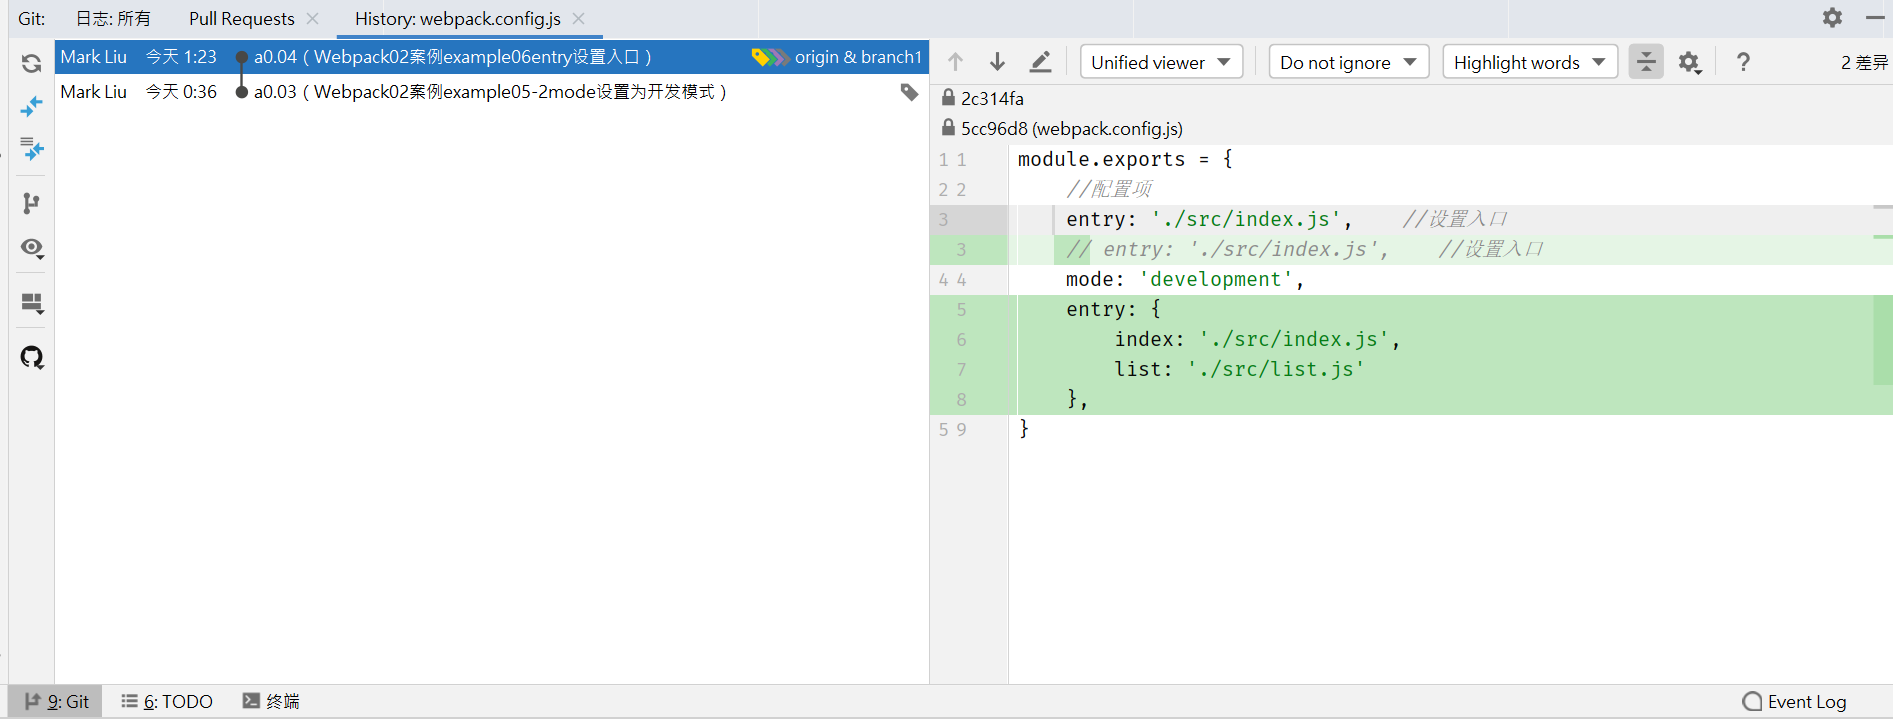 Git: 日志: 所有 Pull Requests History: webpack.config.js
Mark Liu 今天 1:23 a0.04 ( Webpack02案例example06entry设置入口 ) origin & branch1
Mark Liu 今天 0:36 a0.03 ( Webpack02案例example05-2mode设置为开发模式 )
Unified viewer Do not ignore Highlight words ? 2 差异
2c314fa
5cc96d8 (webpack.config.js)
1 1 module.exports = {
2 2 //配置项
3 entry: './src/index.js', //设置入口
3 // entry: './src/index.js', //设置入口
4 4 mode: 'development',
5 entry: {
6 index: './src/index.js',
7 list: './src/list.js'
8 },
5 9 }
9: Git 6: TODO 终端 Event Log